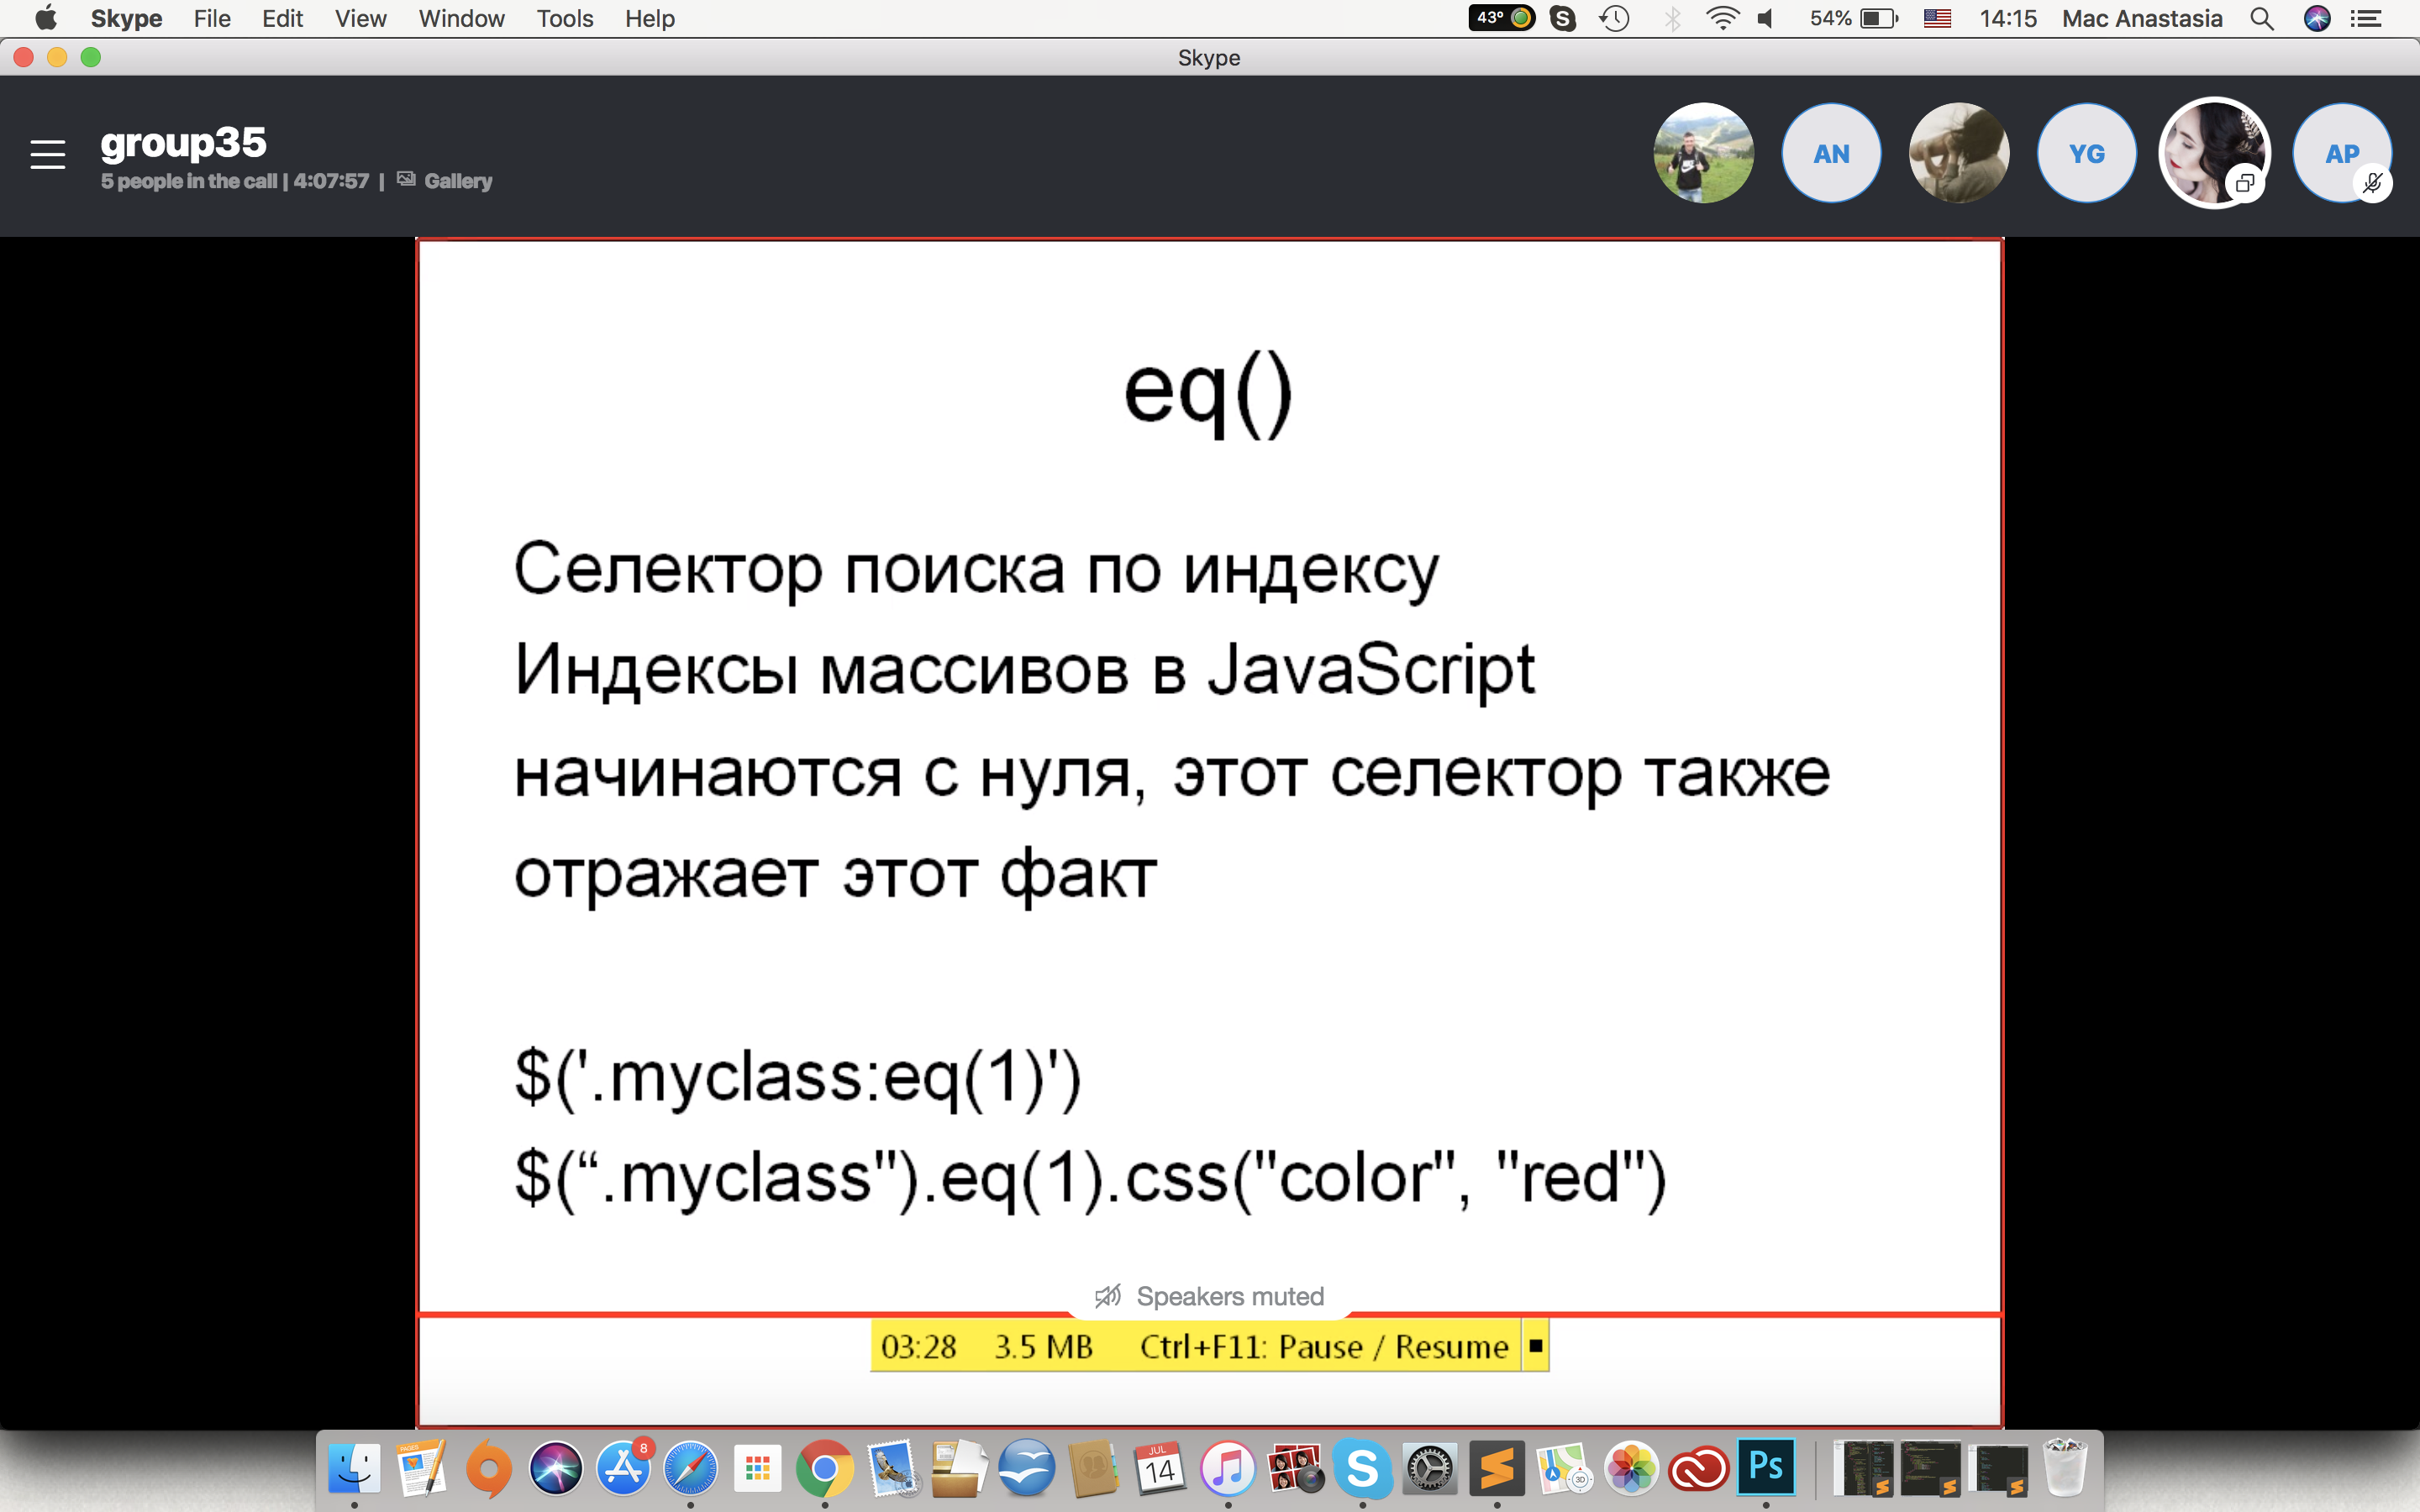 Skype File Edit View Window Tools Help 43° 54% 14:15 Mac Anastasia
Skype
group35
5 people in the call | 4:07:57 | Gallery
AN YG AP
eq()
Селектор поиска по индексу
Индексы массивов в JavaScript
начинаются с нуля, этот селектор также
отражает этот факт
$('.myclass:eq(1)')
$(“.myclass").eq(1).css("color", "red")
Speakers muted
03:28 3.5 MB Ctrl+F11: Pause / Resume
PAGES 8 JUL 14 S 3D Ps